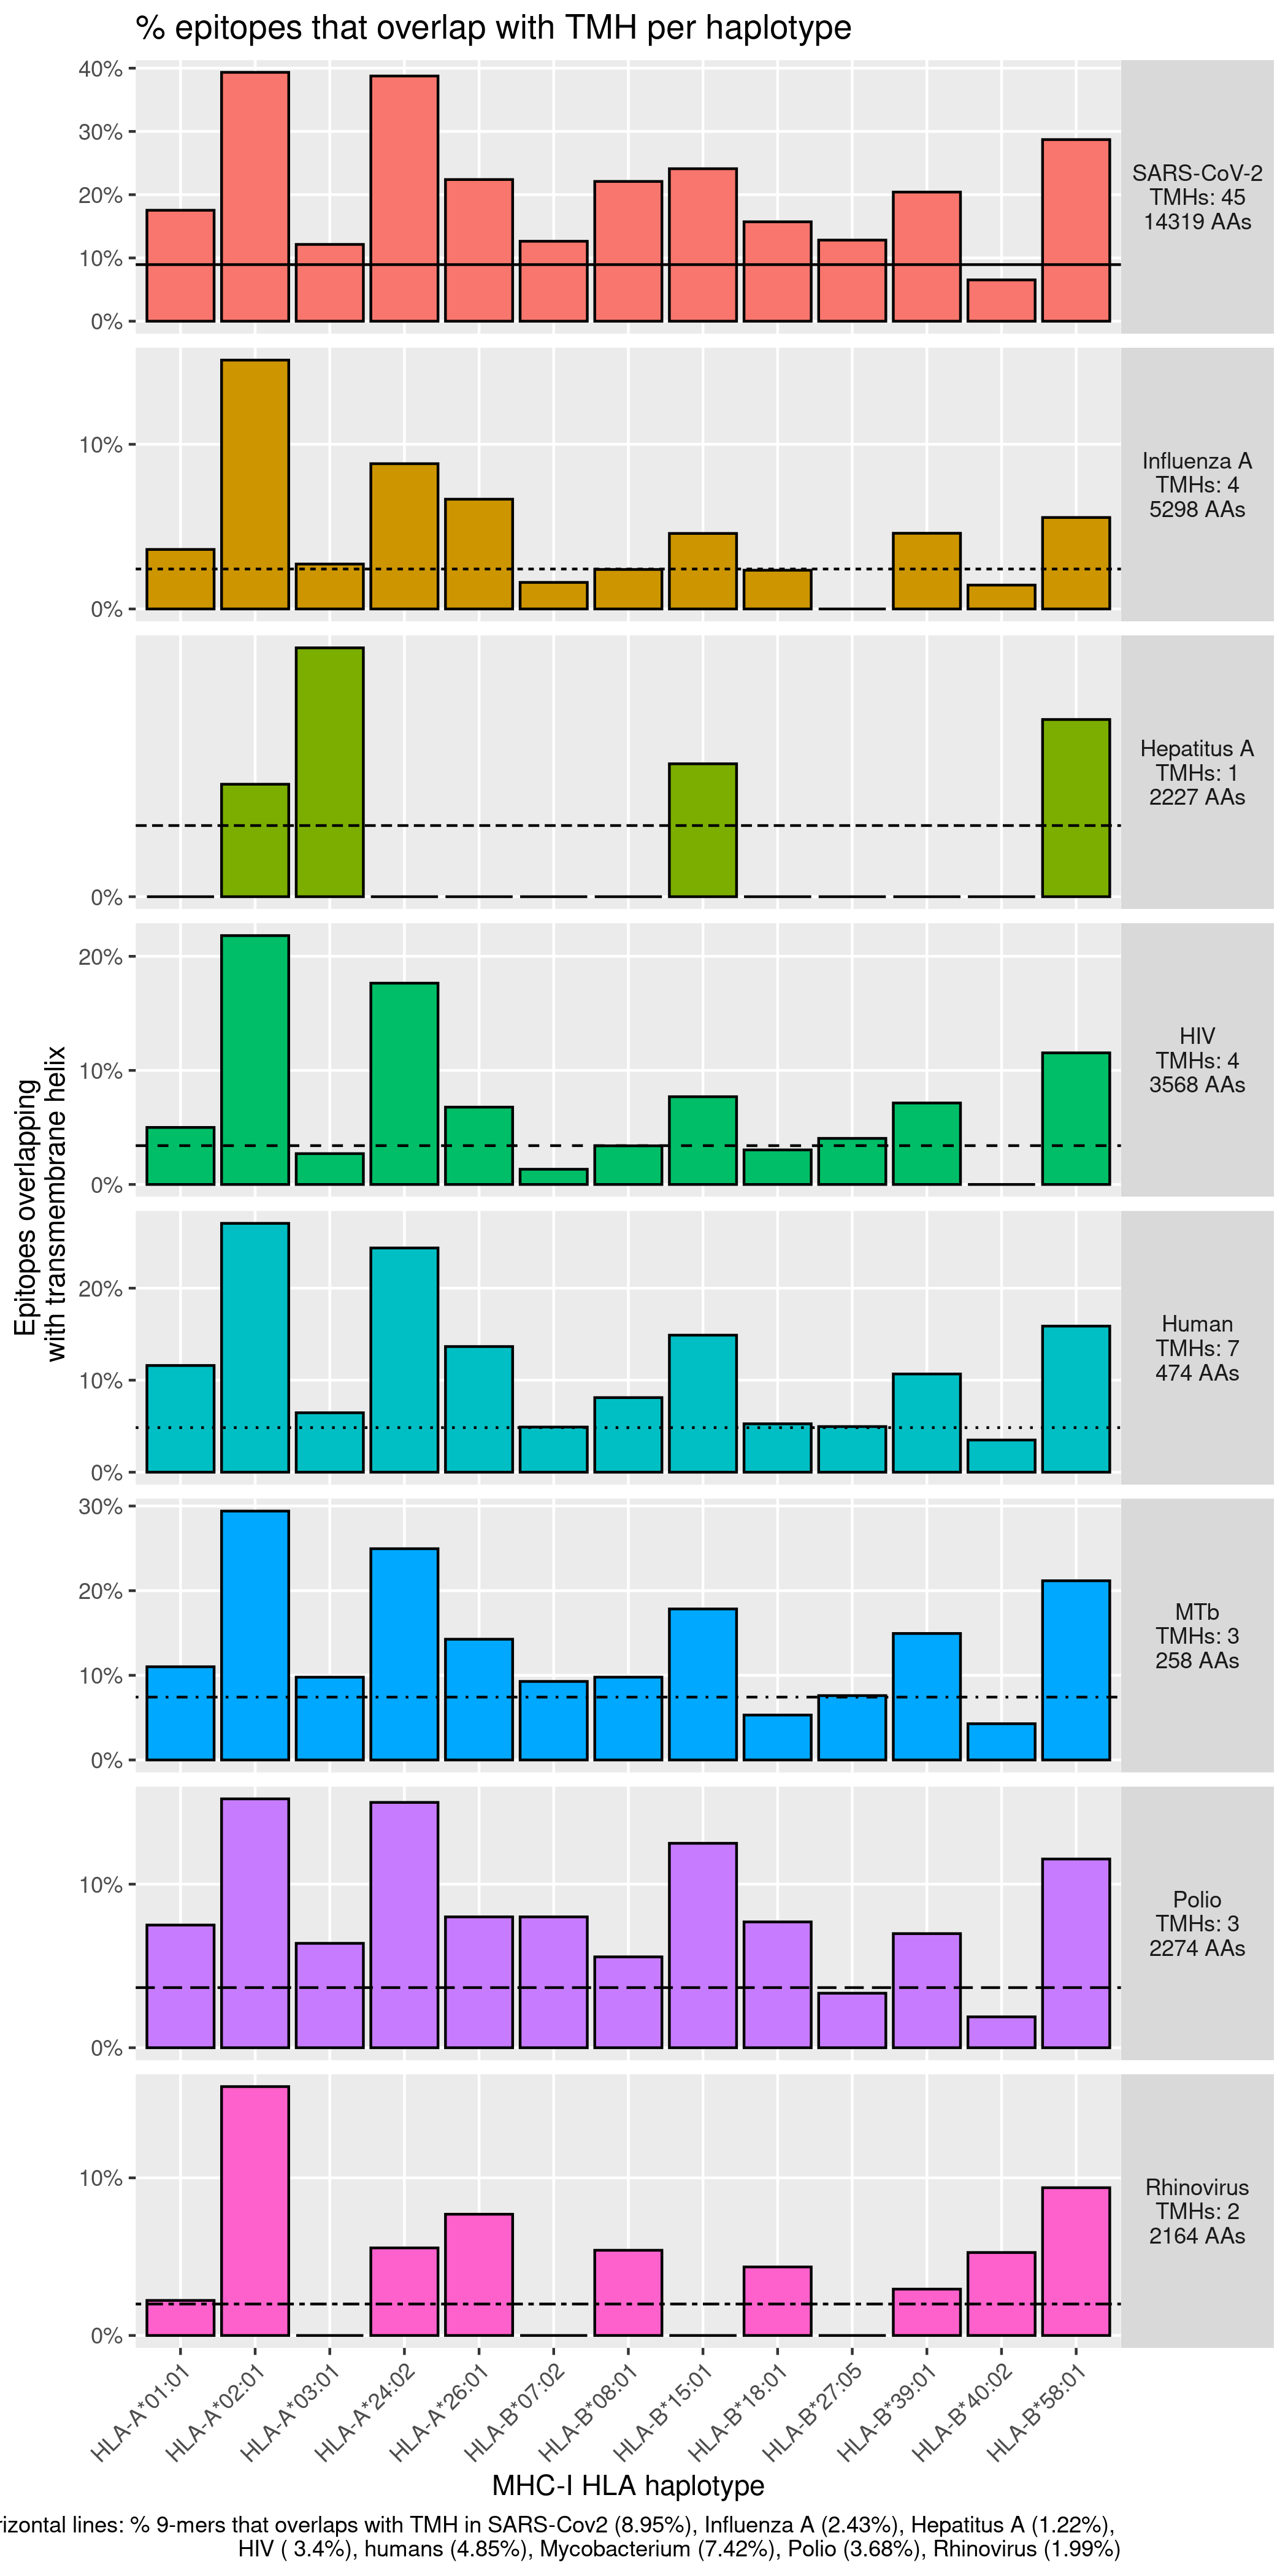 % epitopes that overlap with TMH per haplotype
40%
30%
20%
10%
0%
SARS-CoV-2
TMHs: 45
14319 AAs
10%
0%
Influenza A
TMHs: 4
5298 AAs
0%
Hepatitus A
TMHs: 1
2227 AAs
20%
10%
0%
HIV
TMHs: 4
3568 AAs
Epitopes overlapping
with transmembrane helix
20%
10%
0%
Human
TMHs: 7
474 AAs
30%
20%
10%
0%
MTb
TMHs: 3
258 AAs
10%
0%
Polio
TMHs: 3
2274 AAs
10%
0%
Rhinovirus
TMHs: 2
2164 AAs
HLA-A*01:01
HLA-A*02:01
HLA-A*03:01
HLA-A*24:02
HLA-A*26:01
HLA-B*07:02
HLA-B*08:01
HLA-B*15:01
HLA-B*18:01
HLA-B*27:05
HLA-B*39:01
HLA-B*40:02
HLA-B*58:01
MHC-I HLA haplotype
rizontal lines: % 9-mers that overlaps with TMH in SARS-Cov2 (8.95%), Influenza A (2.43%), Hepatitus A (1.22%),
HIV ( 3.4%), humans (4.85%), Mycobacterium (7.42%), Polio (3.68%), Rhinovirus (1.99%)